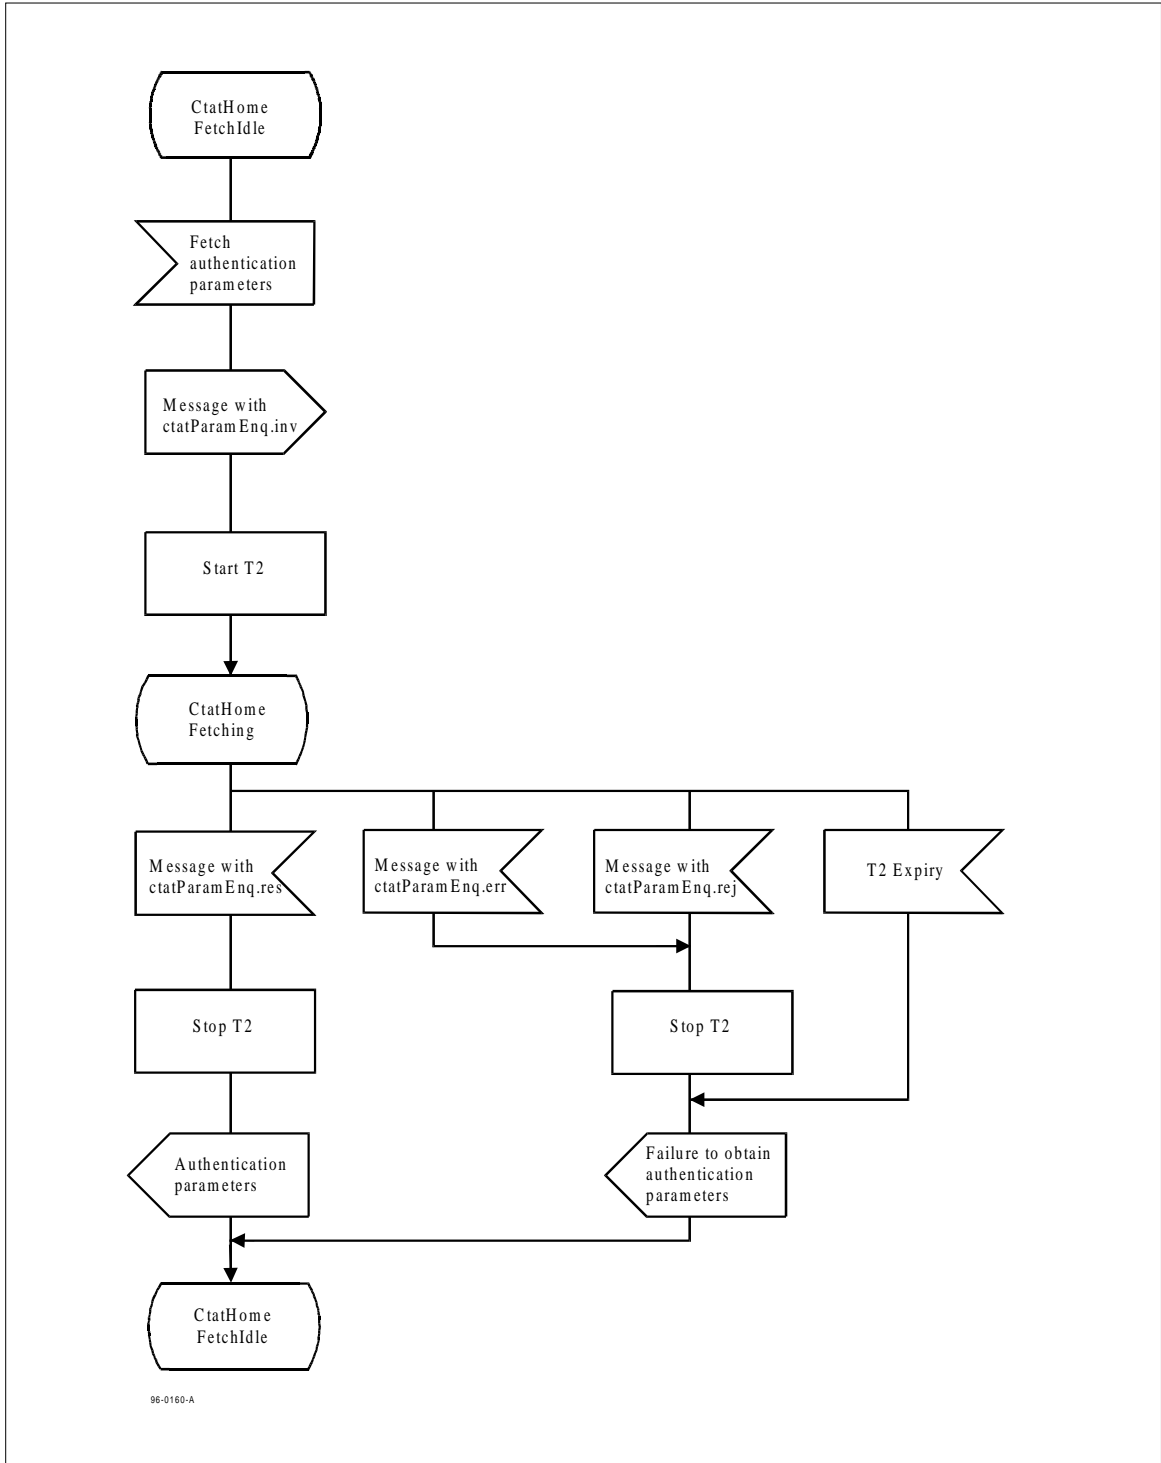 CtatHome
FetchIdle
Fetch
authentication
parameters
Message with
ctatParamEnq.inv
Start T2
CtatHome
Fetching
Message with
ctatParamEnq.res
Message with
ctatParamEnq.err
Message with
ctatParamEnq.rej
T2 Expiry
Stop T2
Stop T2
Authentication
parameters
Failure to obtain
authentication
parameters
CtatHome
FetchIdle
96-0160-A